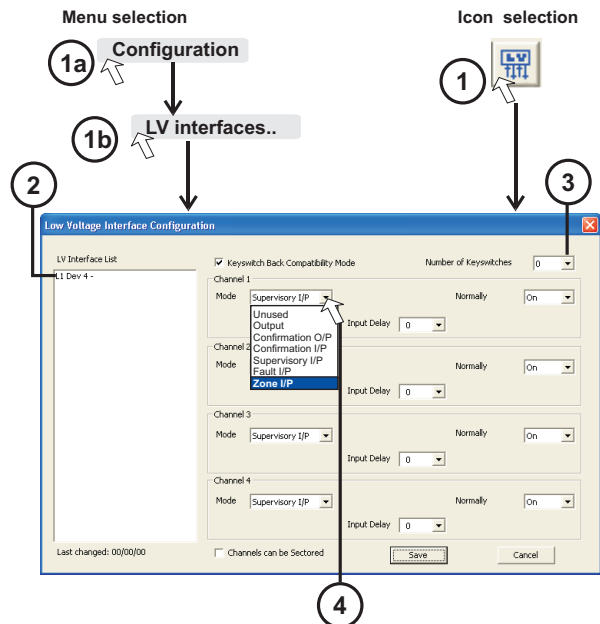 Menu selection
Icon selection
1a
Configuration
LV
1
1b
LV interfaces..
2
3
Low Voltage Interface Configuration
LV Interface List
Keyswitch Back Compatibility Mode
Number of Keyswitches 0
L1 Dev 4 -
Channel 1
Mode Supervisory I/P Normally On
Unused
Output
Confirmation O/P
Confirmation I/P
Supervisory I/P
Fault I/P
Zone I/P
Input Delay 0
Channel 2
Mode Normally On
Input Delay 0
Channel 3
Mode Supervisory I/P Normally On
Input Delay 0
Channel 4
Mode Supervisory I/P Normally On
Input Delay 0
Last changed: 00/00/00
Channels can be Sectored
Save
Cancel
4